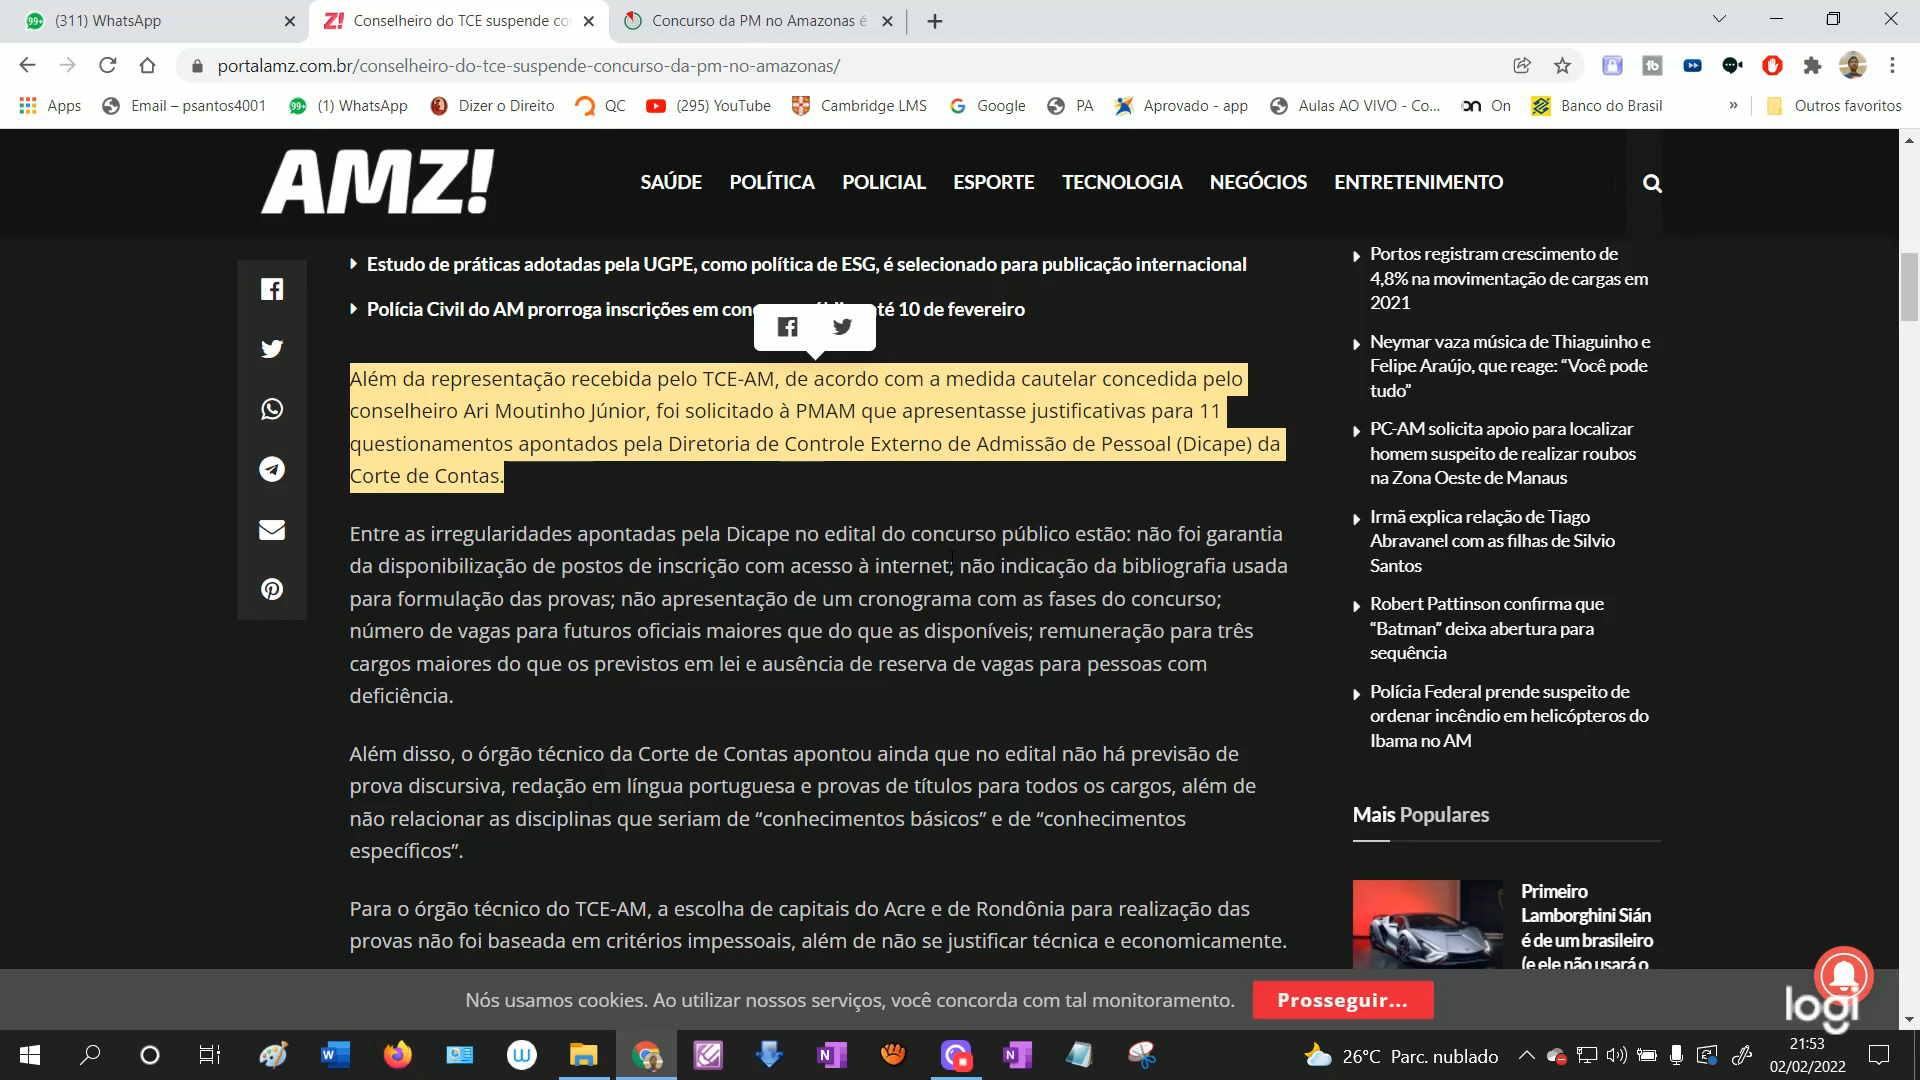 (311) WhatsApp
Conselheiro do TCE suspende co
Concurso da PM no Amazonas é
portalamz.com.br/conselheiro-do-tce-suspende-concurso-da-pm-no-amazonas/
Apps
Email – psantos4001
(1) WhatsApp
Dizer o Direito
QC
(295) YouTube
Cambridge LMS
Google
PA
Aprovado - app
Aulas AO VIVO - Co...
On
Banco do Brasil
»
Outros favoritos
AMZ!
SAÚDE POLÍTICA POLICIAL ESPORTE TECNOLOGIA NEGÓCIOS ENTRETENIMENTO
Estudo de práticas adotadas pela UGPE, como política de ESG, é selecionado para publicação internacional
Polícia Civil do AM prorroga inscrições em con até 10 de fevereiro
Além da representação recebida pelo TCE-AM, de acordo com a medida cautelar concedida pelo
conselheiro Ari Moutinho Júnior, foi solicitado à PMAM que apresentasse justificativas para 11
questionamentos apontados pela Diretoria de Controle Externo de Admissão de Pessoal (Dicape) da
Corte de Contas.
Entre as irregularidades apontadas pela Dicape no edital do concurso público estão: não foi garantia
da disponibilização de postos de inscrição com acesso à internet; não indicação da bibliografia usada
para formulação das provas; não apresentação de um cronograma com as fases do concurso;
número de vagas para futuros oficiais maiores que do que as disponíveis; remuneração para três
cargos maiores do que os previstos em lei e ausência de reserva de vagas para pessoas com
deficiência.
Além disso, o órgão técnico da Corte de Contas apontou ainda que no edital não há previsão de
prova discursiva, redação em língua portuguesa e provas de títulos para todos os cargos, além de
não relacionar as disciplinas que seriam de “conhecimentos básicos” e de “conhecimentos
específicos”.
Para o órgão técnico do TCE-AM, a escolha de capitais do Acre e de Rondônia para realização das
provas não foi baseada em critérios impessoais, além de não se justificar técnica e economicamente.
Portos registram crescimento de
4,8% na movimentação de cargas em
2021
Neymar vaza música de Thiaguinho e
Felipe Araújo, que reage: “Você pode
tudo”
PC-AM solicita apoio para localizar
homem suspeito de realizar roubos
na Zona Oeste de Manaus
Irmã explica relação de Tiago
Abravanel com as filhas de Silvio
Santos
Robert Pattinson confirma que
“Batman” deixa abertura para
sequência
Polícia Federal prende suspeito de
ordenar incêndio em helicópteros do
Ibama no AM
Mais Populares
Primeiro
Lamborghini Sián
é de um brasileiro
(e ele não usará o
Nós usamos cookies. Ao utilizar nossos serviços, você concorda com tal monitoramento.
Prosseguir...
logi
26°C Parc. nublado
21:53
02/02/2022